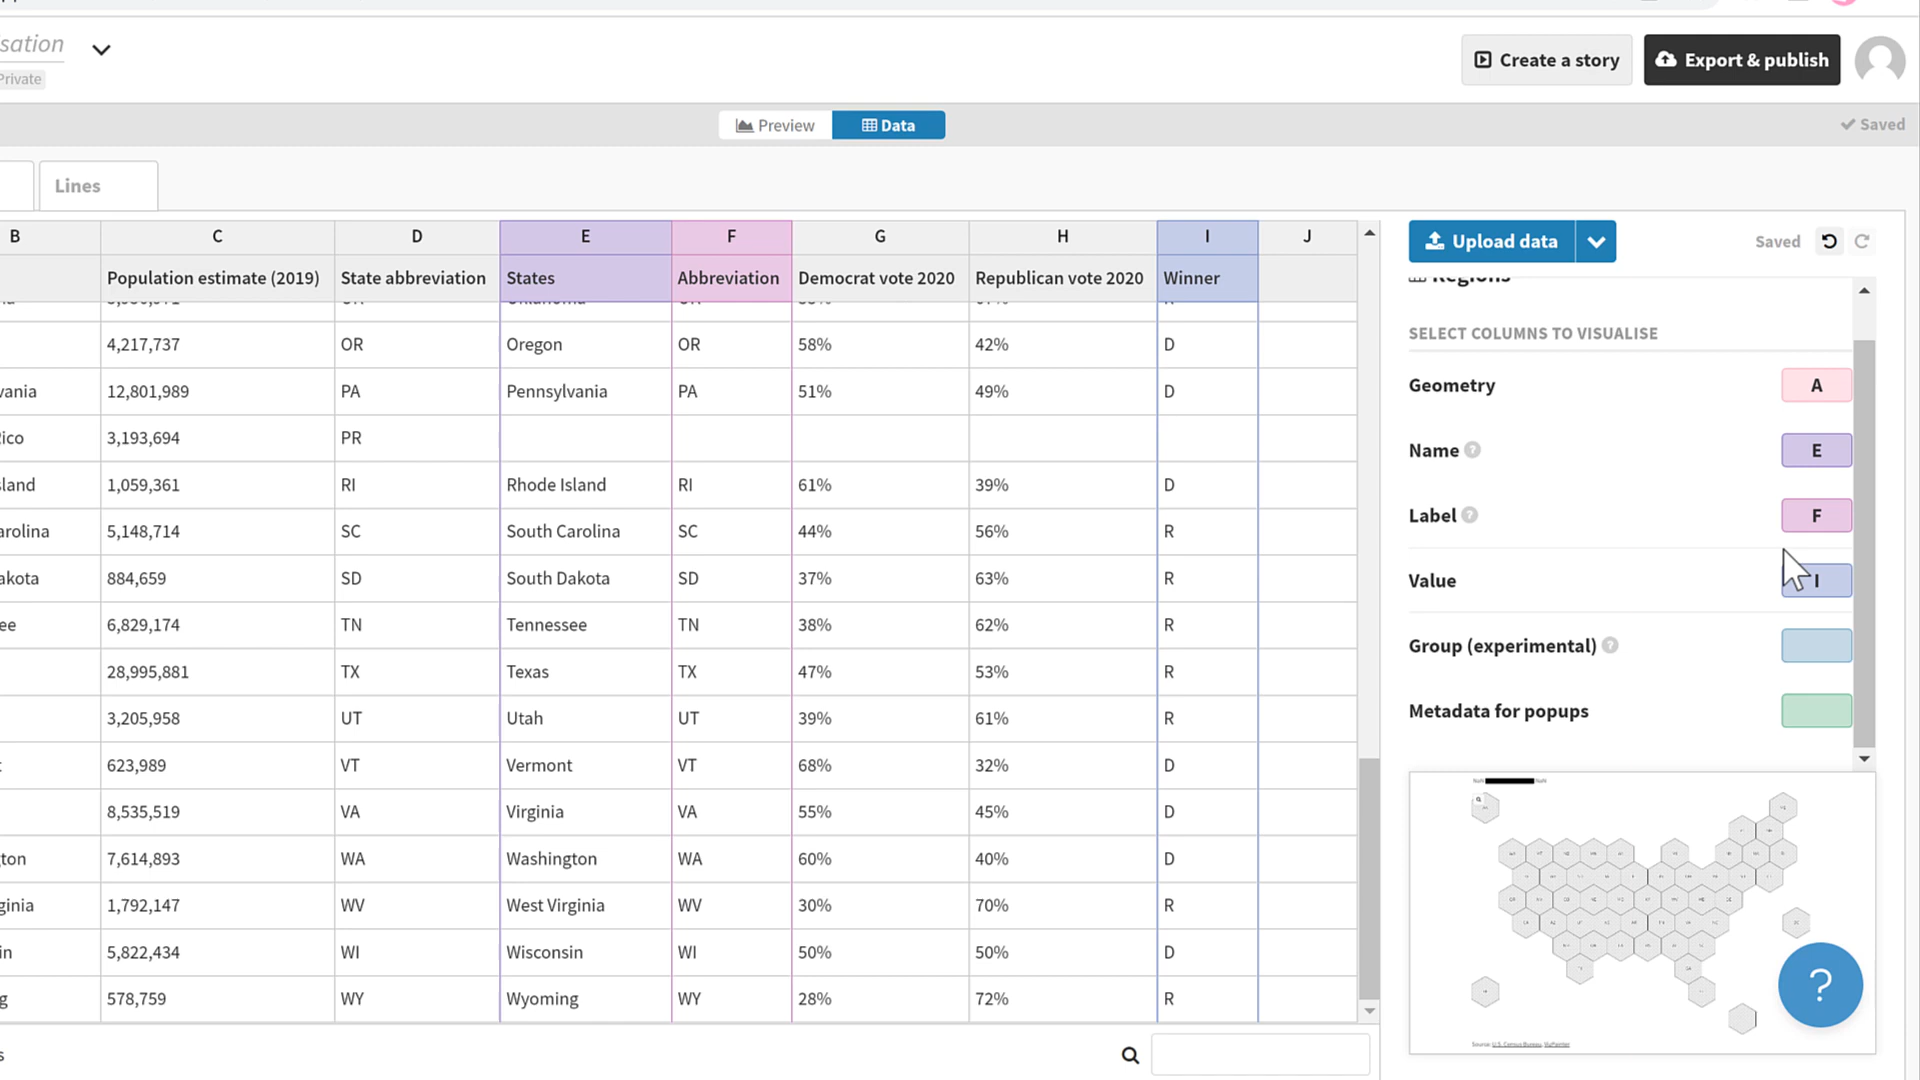 sation
Private
Create a story
Export & publish
Preview
Data
Saved
Lines
B C D E F G H I J
Population estimate (2019) State abbreviation States Abbreviation Democrat vote 2020 Republican vote 2020 Winner
4,217,737 OR Oregon OR 58% 42% D
vania 12,801,989 PA Pennsylvania PA 51% 49% D
ico 3,193,694 PR
sland 1,059,361 RI Rhode Island RI 61% 39% D
arolina 5,148,714 SC South Carolina SC 44% 56% R
akota 884,659 SD South Dakota SD 37% 63% R
ee 6,829,174 TN Tennessee TN 38% 62% R
28,995,881 TX Texas TX 47% 53% R
3,205,958 UT Utah UT 39% 61% R
t 623,989 VT Vermont VT 68% 32% D
8,535,519 VA Virginia VA 55% 45% D
ton 7,614,893 WA Washington WA 60% 40% D
ginia 1,792,147 WV West Virginia WV 30% 70% R
in 5,822,434 WI Wisconsin WI 50% 50% D
g 578,759 WY Wyoming WY 28% 72% R
s
Upload data
Saved
Regions
SELECT COLUMNS TO VISUALISE
Geometry A
Name ? E
Label ? F
Value I
Group (experimental) ?
Metadata for popups
Source: U.S. Census Bureau,
?